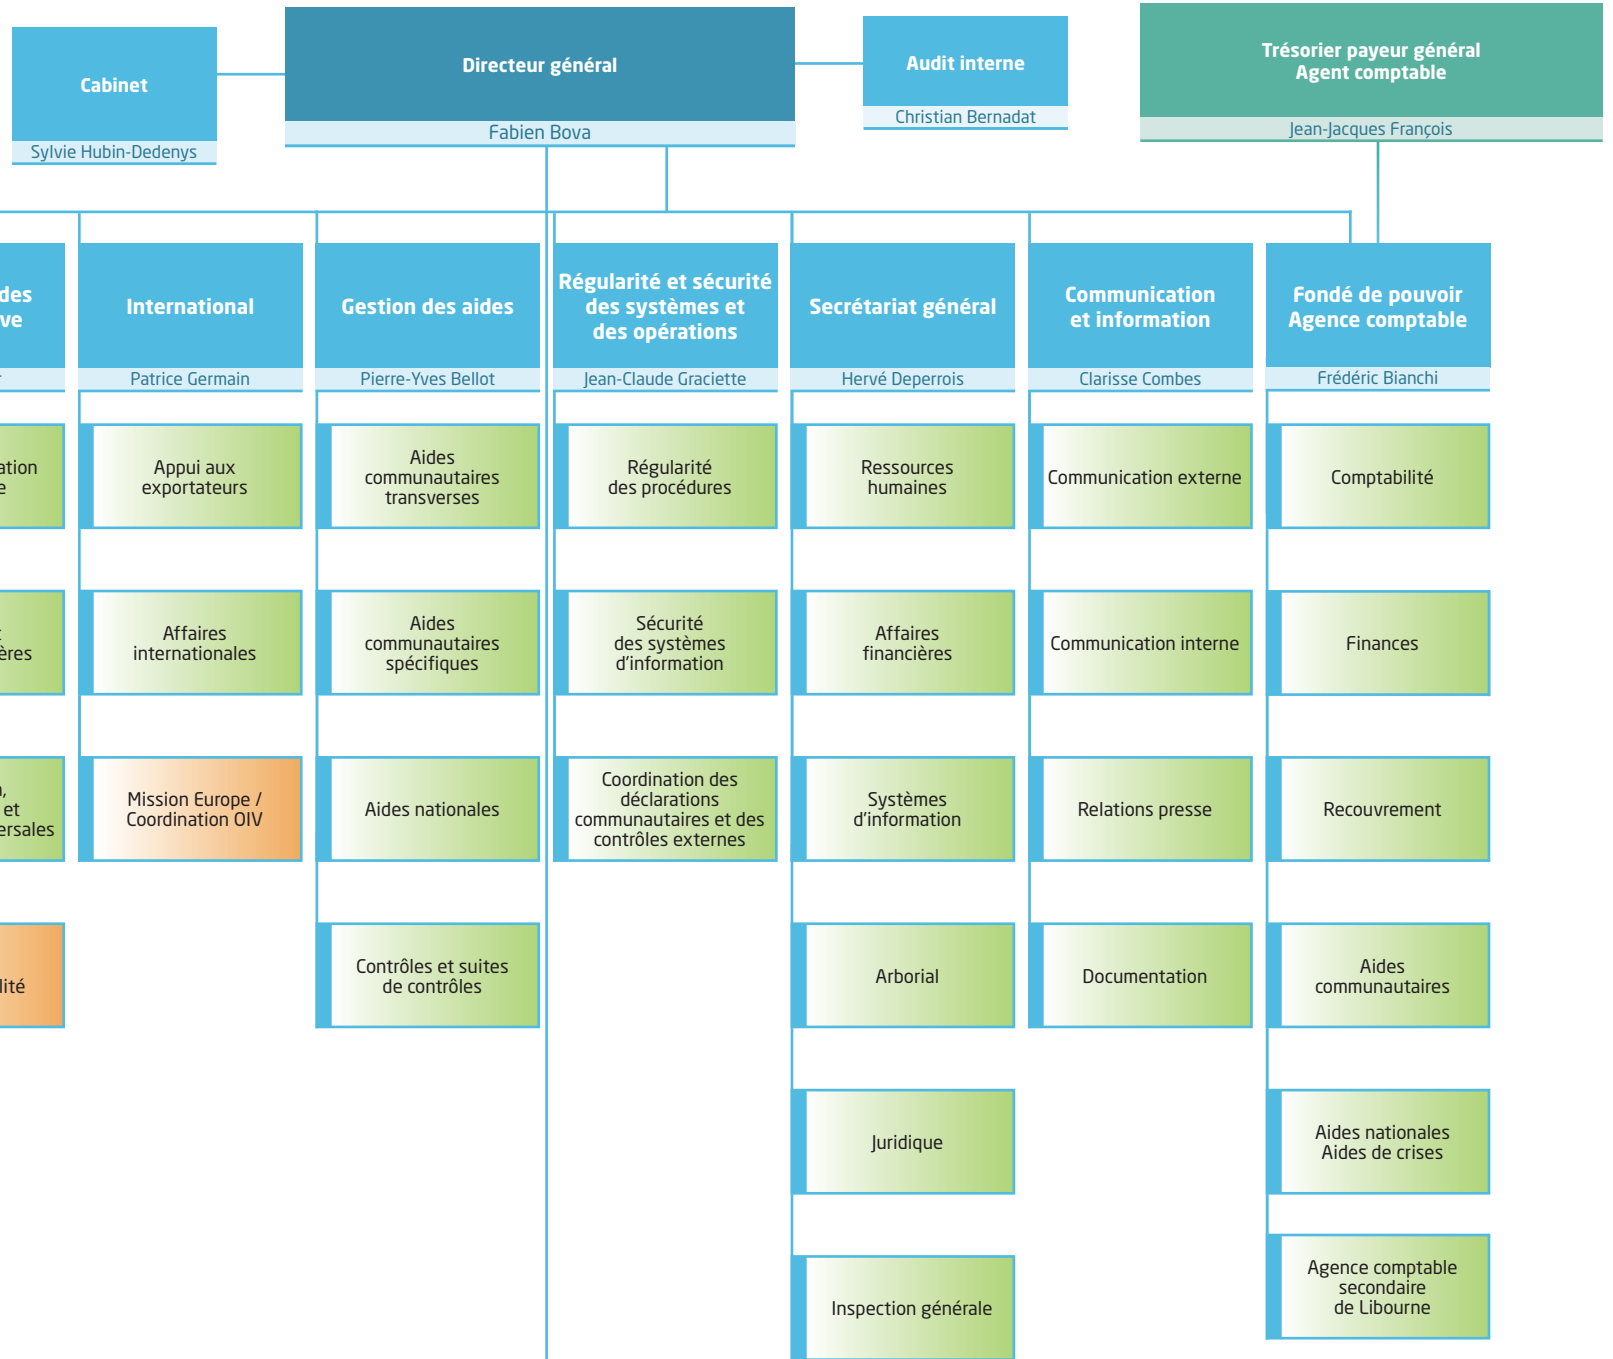 Cabinet
Sylvie Hubin-Dedenys
Directeur général
Fabien Bova
Audit interne
Christian Bernadat
Trésorier payeur général
Agent comptable
Jean-Jacques François
des
International
Patrice Germain
Gestion des aides
Pierre-Yves Bellot
Régularité et sécurité
des systèmes et
des opérations
Jean-Claude Graciette
Secrétariat général
Hervé Deperrois
Communication
et information
Clarisse Combes
Fondé de pouvoir
Agence comptable
Frédéric Bianchi
Appui aux
exportateurs
Aides
communautaires
transverses
Régularité
des procédures
Ressources
humaines
Communication externe
Comptabilité
Affaires
internationales
Aides
communautaires
spécifiques
Sécurité
des systèmes
d'information
Affaires
financières
Communication interne
Finances
et
Mission Europe /
Coordination OIV
Aides nationales
Coordination des
déclarations
communautaires et des
contrôles externes
Systèmes
d'information
Relations presse
Recouvrement
Contrôles et suites
de contrôles
Arborial
Documentation
Aides
communautaires
Juridique
Aides nationales
Aides de crises
Inspection générale
Agence comptable
secondaire
de Libourne